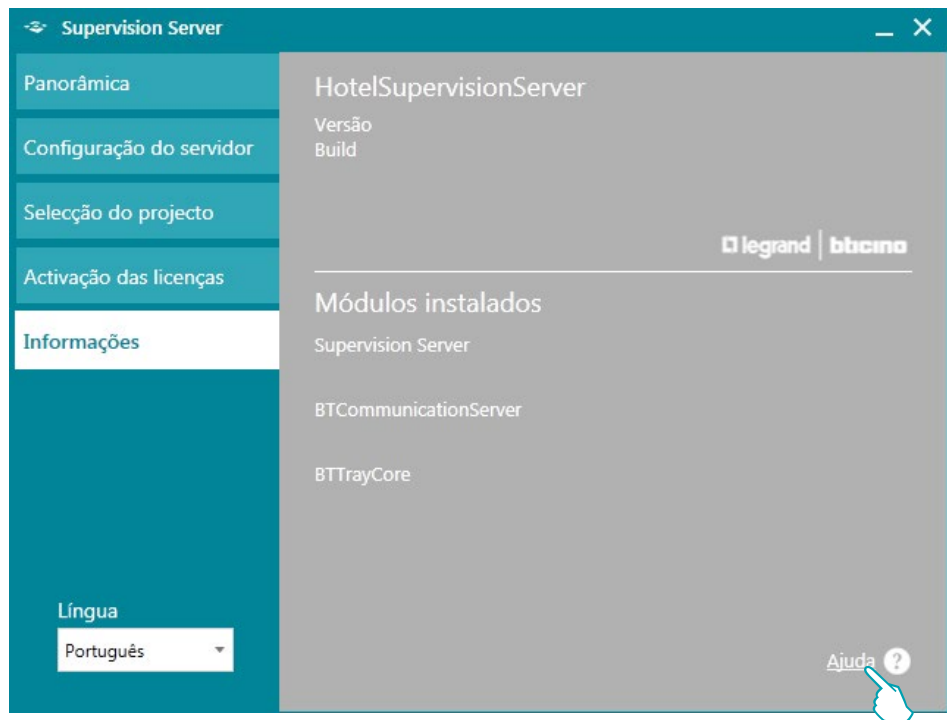 Supervision Server
Panorâmica
Configuração do servidor
Selecção do projecto
Activação das licenças
Informações
Língua
Português
HotelSupervisionServer
Versão
Build
legrand | bticino
Módulos instalados
Supervision Server
BTCommunicationServer
BTTrayCore
Ajuda ?